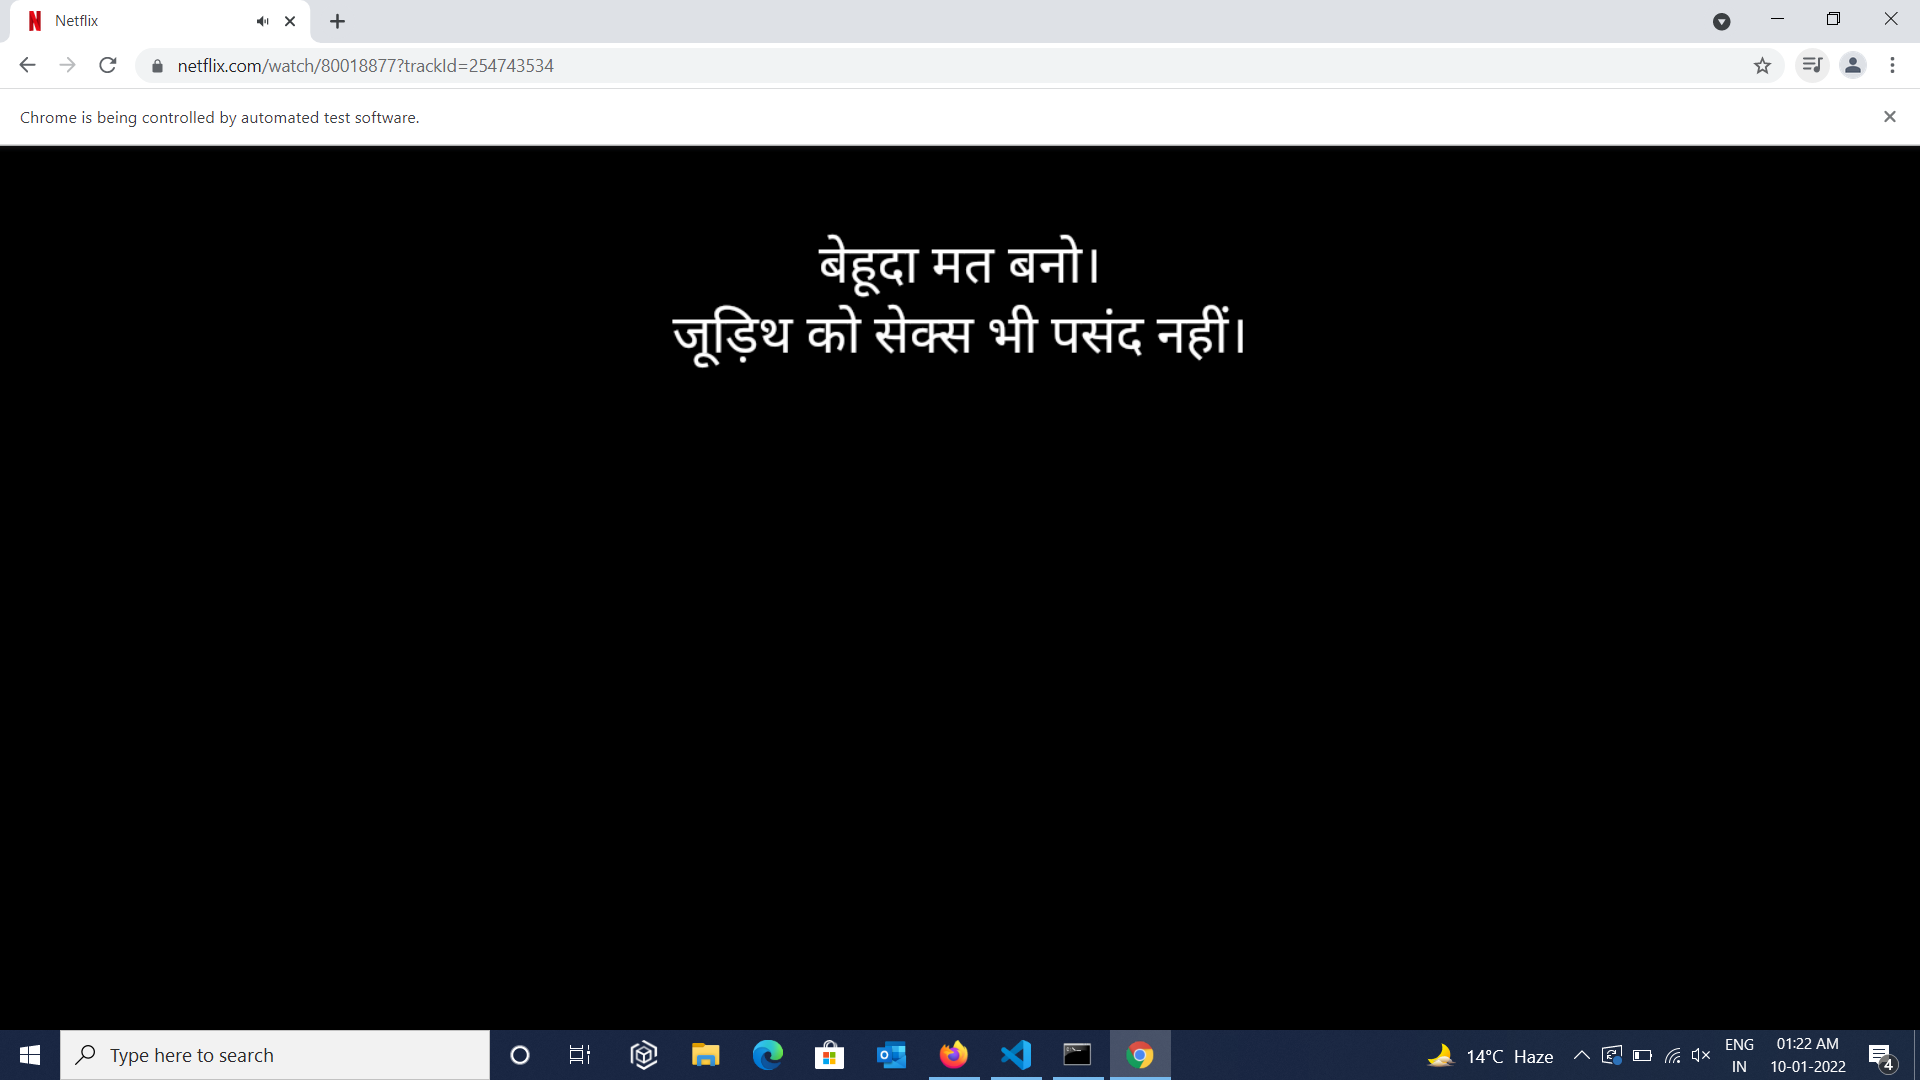 Netflix
netflix.com/watch/80018877?trackId=254743534
Chrome is being controlled by automated test software.
बेहूदा मत बनो।
जूड़िथ को सेक्स भी पसंद नहीं।
Type here to search
14°C Haze
ENG
IN
01:22 AM
10-01-2022
4